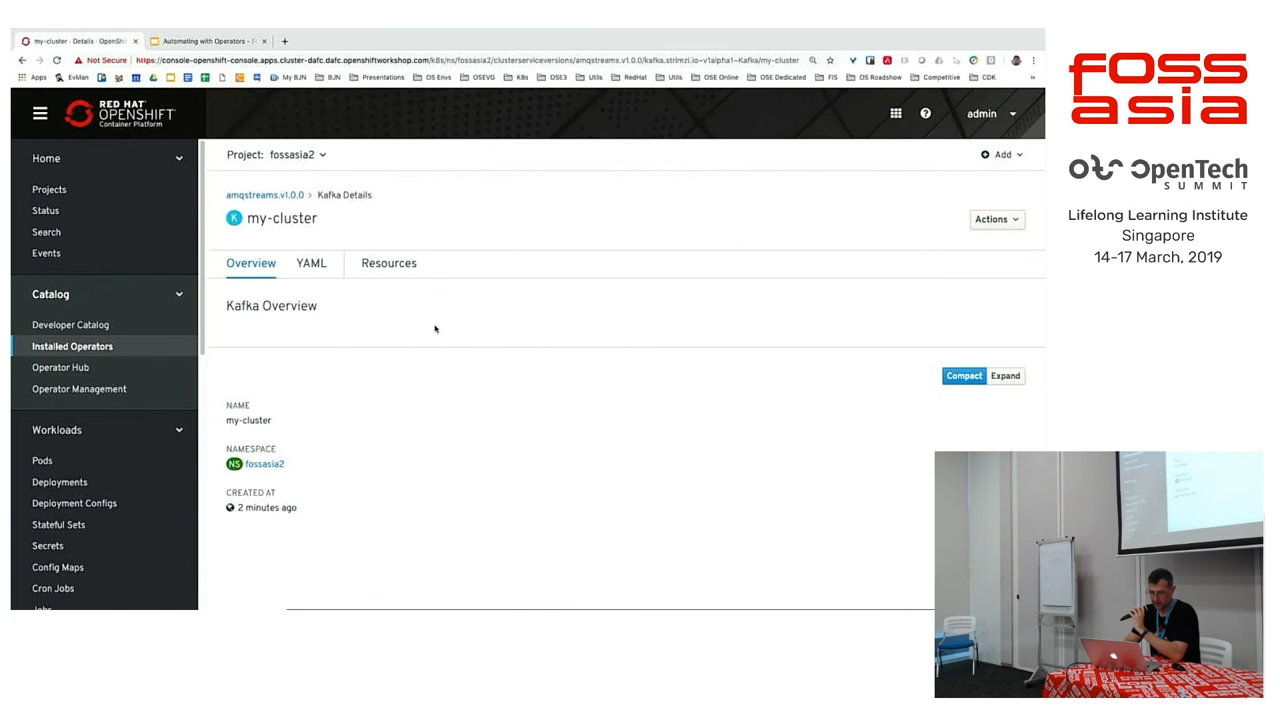 my-cluster · Details · OpenShi
Automating with Operators - F
Not Secure
https://console-openshift-console.apps.cluster-dafc.dafc.openshiftworkshop.com/k8s/ns/fossasia2/clusterserviceversions/amqstreams.v1.0.0/kafka.strimzi.io~v1alpha1~Kafka/my-cluster
Apps
EvMan
My BJN
BJN
Presentations
OS Envs
OSEVG
K8s
OSE3
Utils
RedHat
Utils
OSE Online
OSE Dedicated
FIS
OS Roadshow
Competitive
CDK
RED HAT
OPENSHIFT
Container Platform
admin
Home
Projects
Status
Search
Events
Catalog
Developer Catalog
Installed Operators
Operator Hub
Operator Management
Workloads
Pods
Deployments
Deployment Configs
Stateful Sets
Secrets
Config Maps
Cron Jobs
Jobs
Project: fossasia2
Add
amqstreams.v1.0.0 > Kafka Details
K my-cluster
Actions
Overview
YAML
Resources
Kafka Overview
Compact
Expand
NAME
my-cluster
NAMESPACE
NS fossasia2
CREATED AT
2 minutes ago
FOSS
asia
OTS OpenTech
SUMMIT
Lifelong Learning Institute
Singapore
14-17 March, 2019